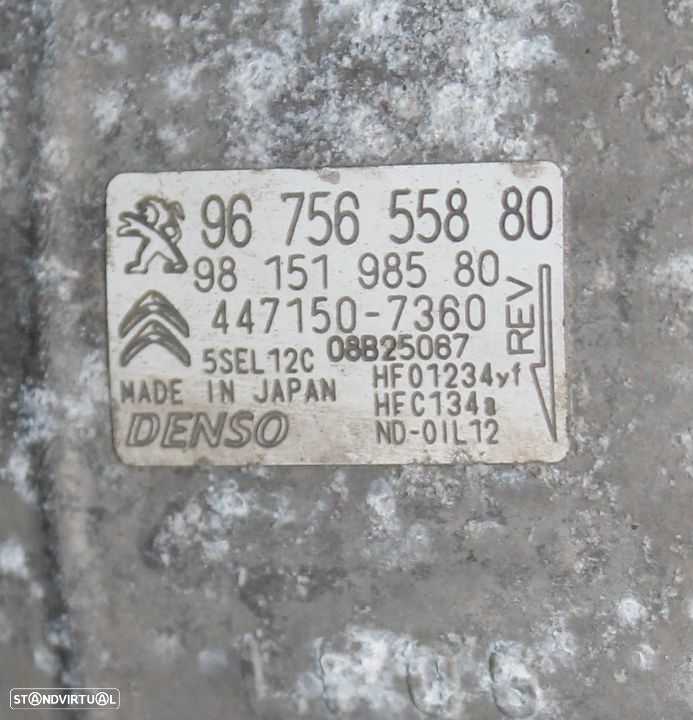 96 756 558 80
98 151 985 80
447150-7360
5SEL12C 08B25067
MADE IN JAPAN
DENSO
HF01234yf
HFC134a
ND-OIL12
REV
STANDVIRTUAL